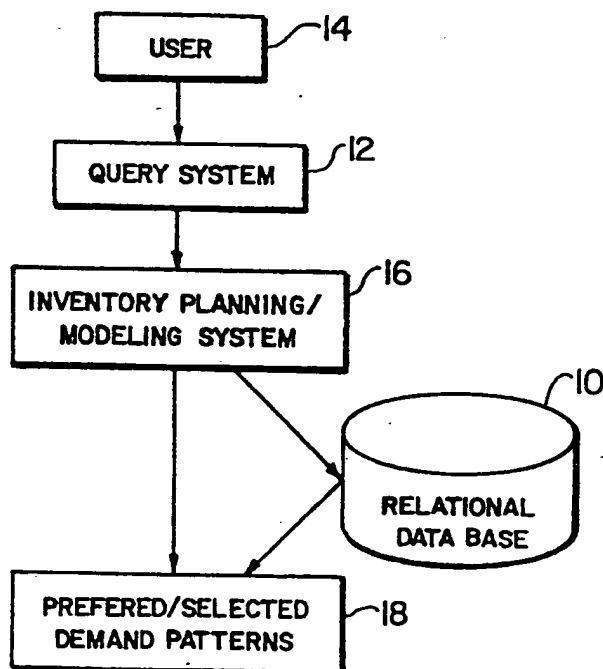 14
USER
12
QUERY SYSTEM
16
INVENTORY PLANNING/
MODELING SYSTEM
10
RELATIONAL
DATA BASE
PREFERED/SELECTED
DEMAND PATTERNS
18